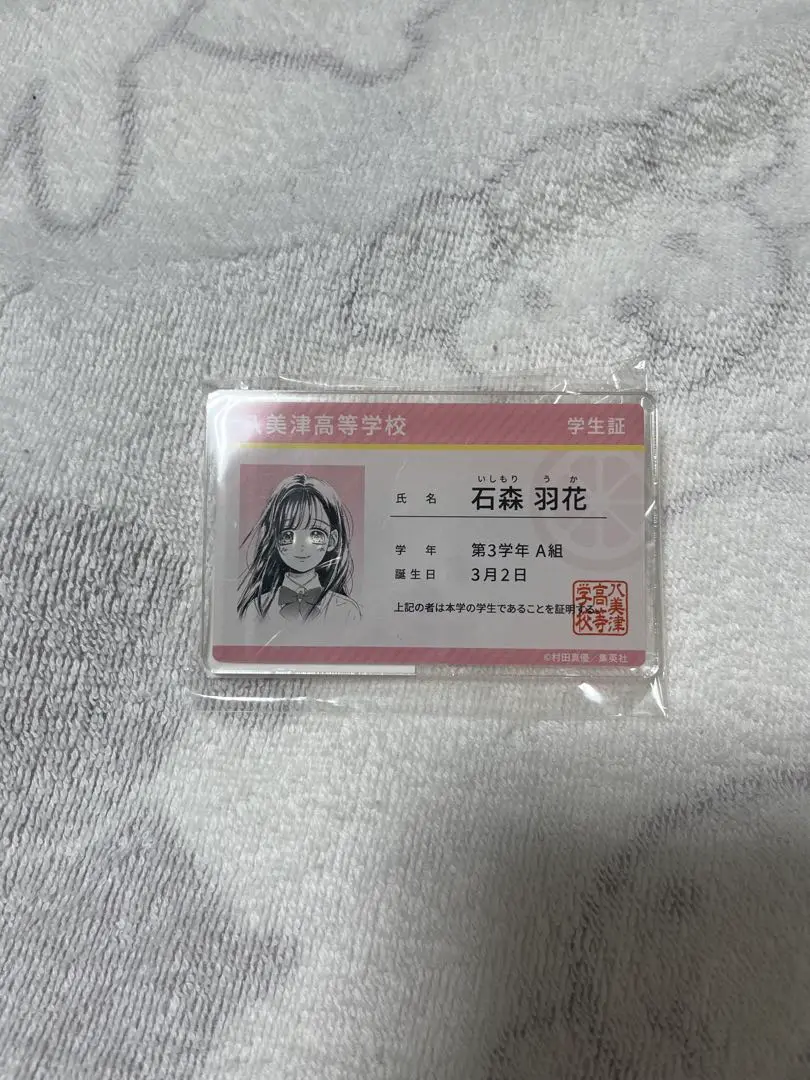 八美津高等学校
学生証
いしもり うか
氏 名 石森 羽花
学 年 第3学年 A組
誕生日 3月2日
上記の者は本学の学生であることを証明する。
八美津
高等
学校
©村田真優/集英社